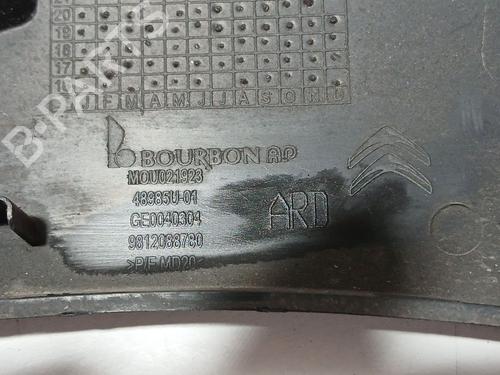 20
19
18
17
J F M A M J J A S O N D
B-PARTS
BOURBON AP
MOU021923
48985U-01
ARD
GE0040304
9812088780
>P/E MD20<